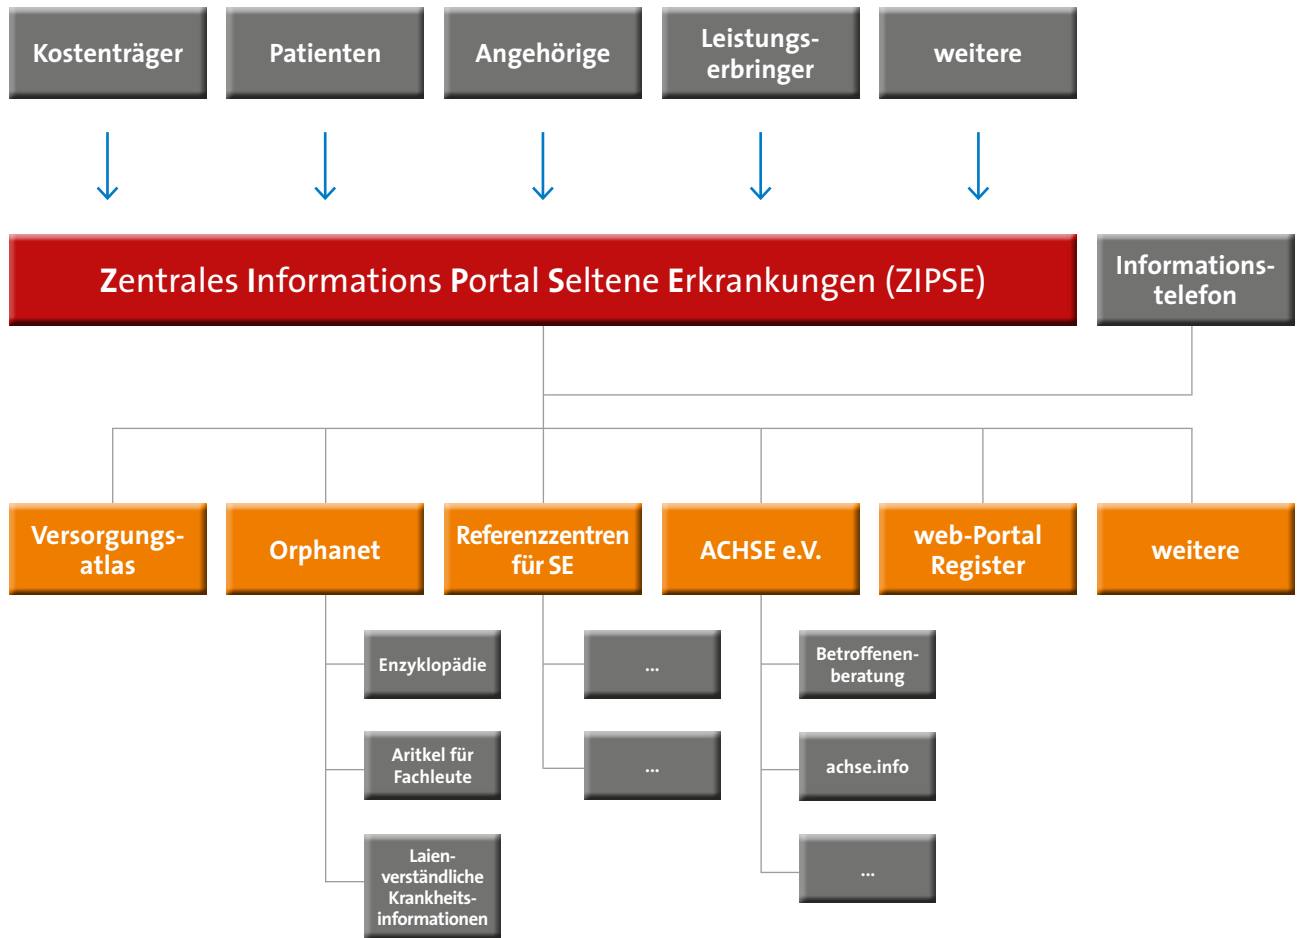 Kostenträger
Patienten
Angehörige
Leistungs-
erbringer
weitere
Zentrales Informations Portal Seltene Erkrankungen (ZIPSE)
Informations-
telefon
Versorgungs-
atlas
Orphanet
Referenzzentren
für SE
ACHSE e.V.
web-Portal
Register
weitere
Enzyklopädie
Aritkel für
Fachleute
Laien-
verständliche
Krankheits-
informationen
...
...
Betroffenen-
beratung
achse.info
...